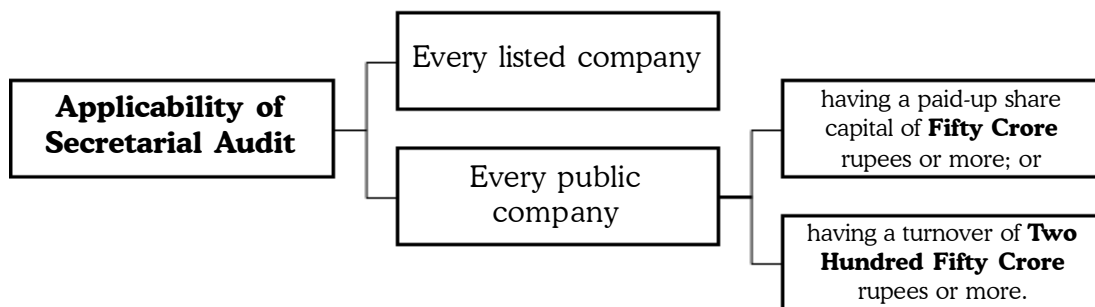 Applicability of
Secretarial Audit
Every listed company
Every public
company
having a paid-up share
capital of Fifty Crore
rupees or more; or
having a turnover of Two
Hundred Fifty Crore
rupees or more.